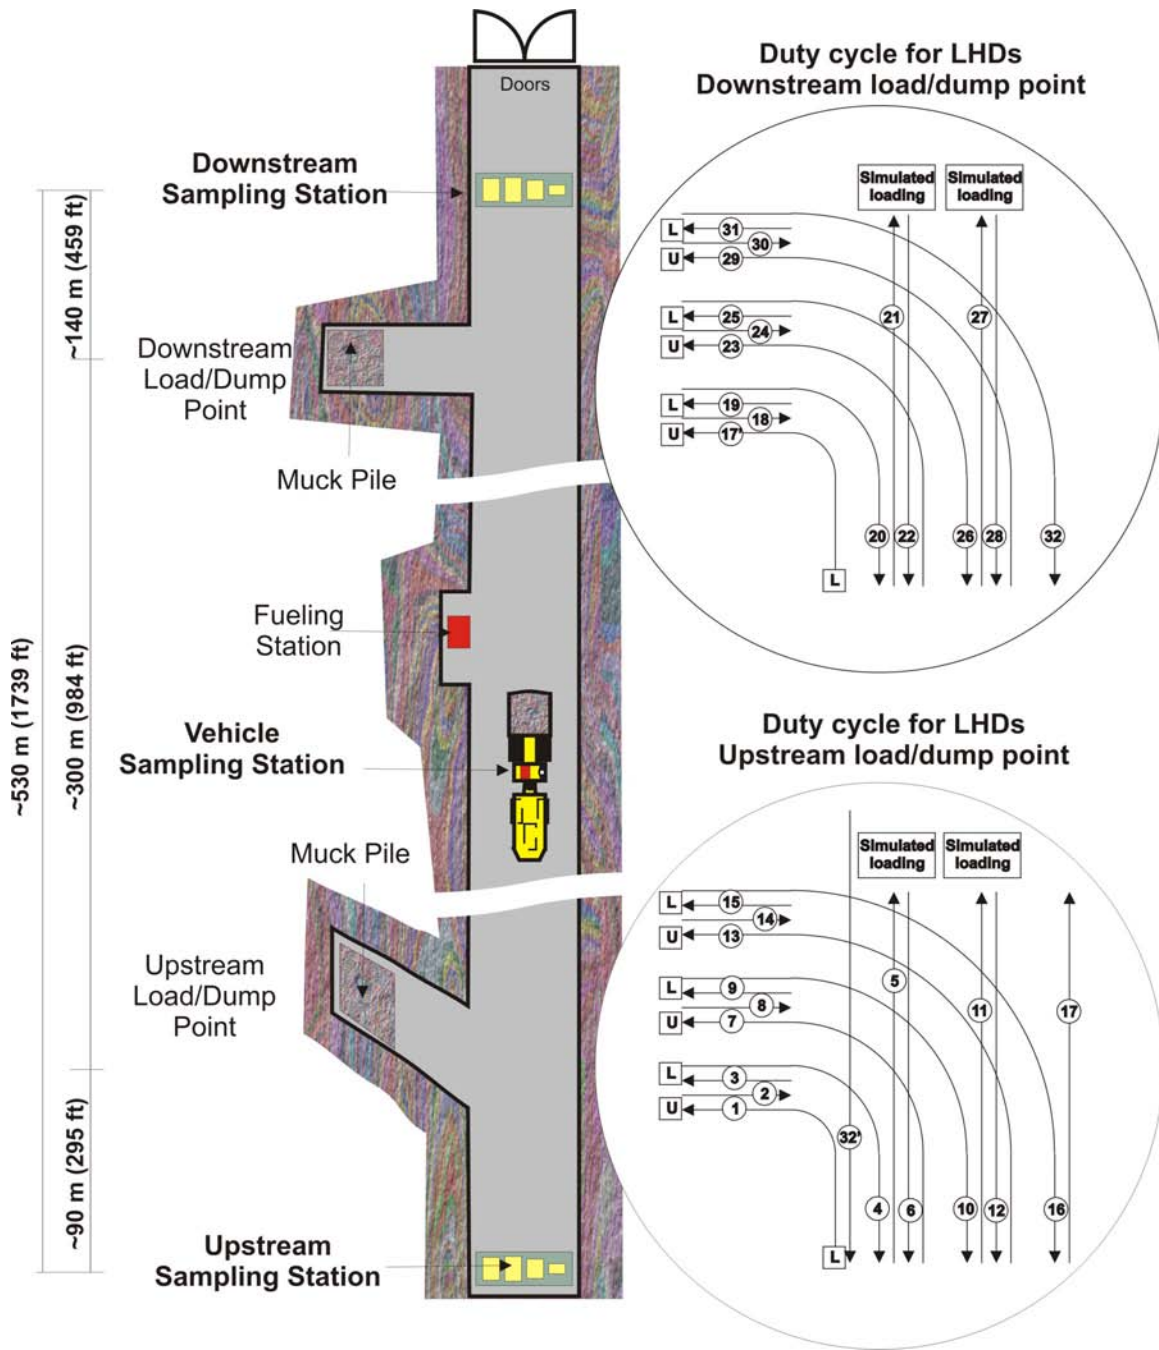 Doors
Downstream
Sampling Station
Downstream
Load/Dump
Point
Muck Pile
Fueling
Station
Vehicle
Sampling Station
Muck Pile
Upstream
Load/Dump
Point
Upstream
Sampling Station
~530 m (1739 ft)
~140 m (459 ft)
~300 m (984 ft)
~90 m (295 ft)
Duty cycle for LHDs
Downstream load/dump point
Simulated
loading
Simulated
loading
L
31
30
U
29
L
25
24
U
23
L
19
18
U
17'
21
27
20
22
26
28
32
L
Duty cycle for LHDs
Upstream load/dump point
Simulated
loading
Simulated
loading
L
15
14
U
13
L
9
8
U
7
L
3
2
U
1
5
11
17
32'
4
6
10
12
16
L